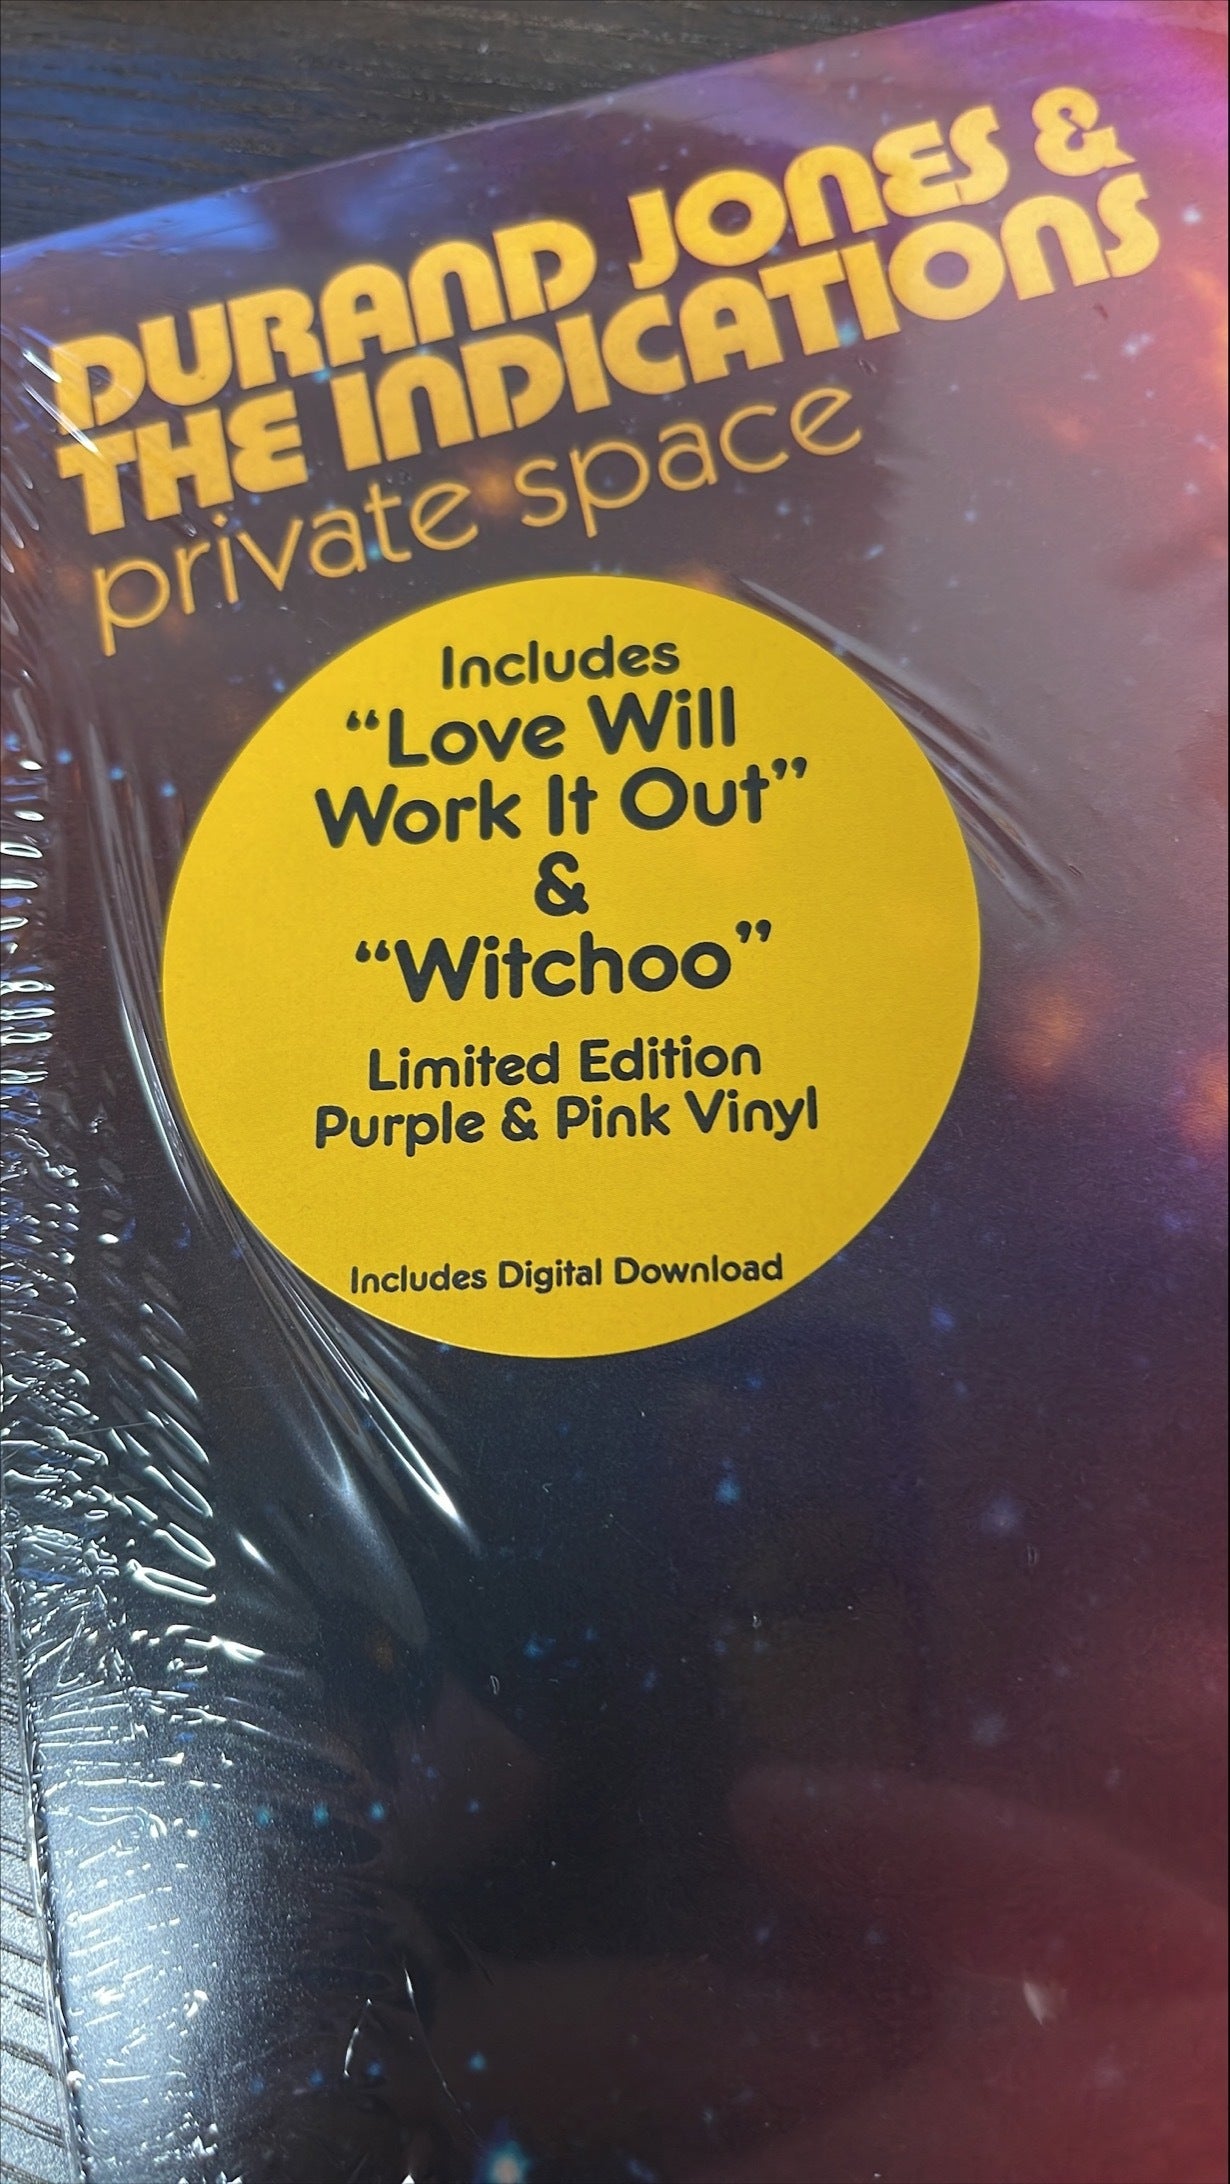 DURAND JONES &
THE INDICATIONS
private space
Includes
“Love Will
Work It Out”
&
“Witchoo”
Limited Edition
Purple & Pink Vinyl
Includes Digital Download